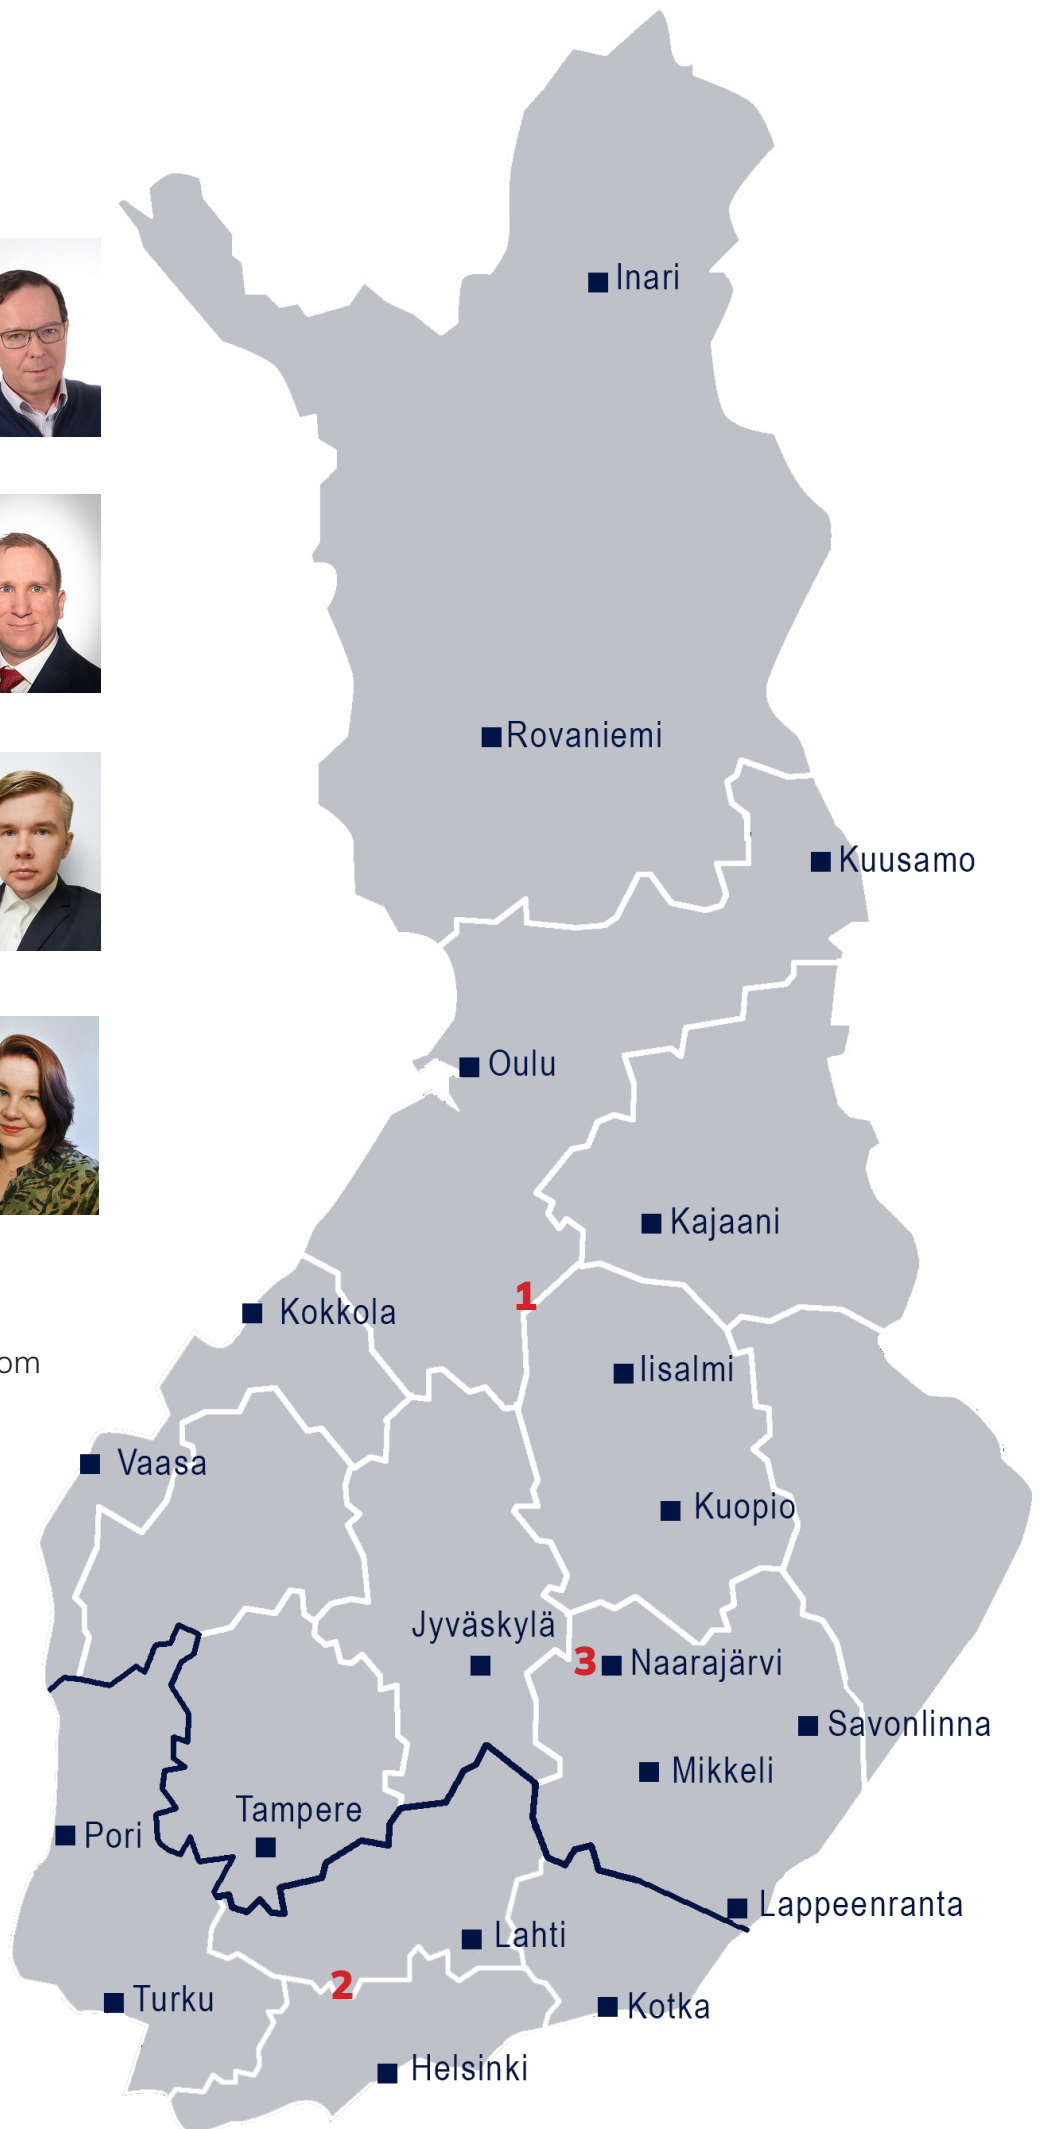 Inari
Rovaniemi
Kuusamo
Oulu
Kajaani
1
Kokkola
om
Iisalmi
Vaasa
Kuopio
Jyväskylä
3 Naarajärvi
Savonlinna
Mikkeli
Tampere
Pori
Lappeenranta
Lahti
2
Turku
Kotka
Helsinki